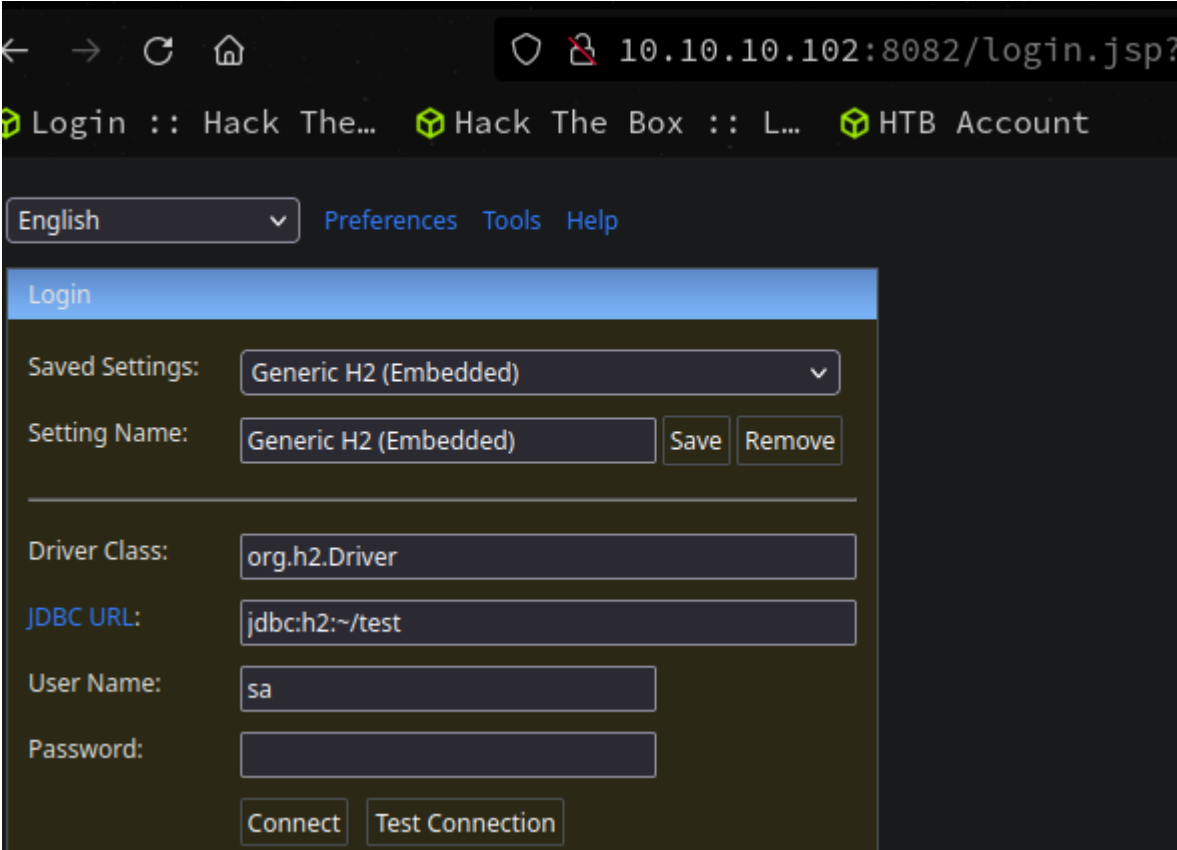 10.10.10.102:8082/login.jsp?
Login :: Hack The… Hack The Box :: L… HTB Account
English Preferences Tools Help
Login
Saved Settings: Generic H2 (Embedded)
Setting Name: Generic H2 (Embedded) Save Remove
Driver Class: org.h2.Driver
JDBC URL: jdbc:h2:~/test
User Name: sa
Password:
Connect Test Connection